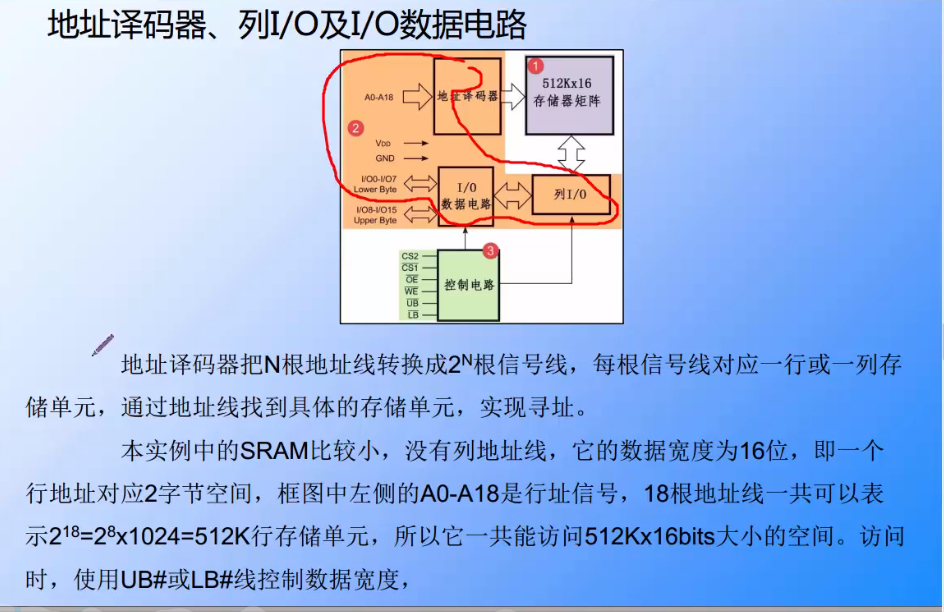 地址译码器、列I/O及I/O数据电路
1
512Kx16
存储器矩阵
A0-A18
地址译码器
2
VDD
GND
I/O0-I/O7
Lower Byte
I/O
数据电路
列I/O
I/O8-I/O15
Upper Byte
3
CS2
CS1
OE
WE
UB
LB
控制电路
地址译码器把N根地址线转换成2ᴺ根信号线，每根信号线对应一行或一列存
储单元，通过地址线找到具体的存储单元，实现寻址。
本实例中的SRAM比较小，没有列地址线，它的数据宽度为16位，即一个
行地址对应2字节空间，框图中左侧的A0-A18是行址信号，18根地址线一共可以表
示2¹⁸=2⁸x1024=512K行存储单元，所以它一共能访问512Kx16bits大小的空间。访问
时，使用UB#或LB#线控制数据宽度，